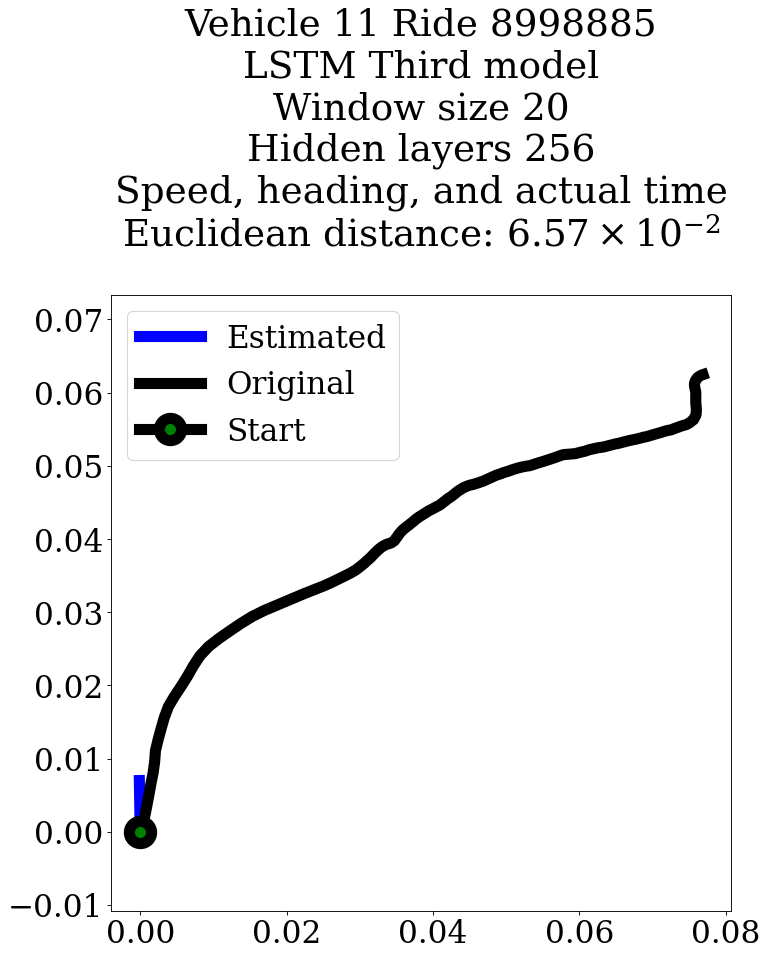 Vehicle 11 Ride 8998885
LSTM Third model
Window size 20
Hidden layers 256
Speed, heading, and actual time
Euclidean distance: 6.57 × 10⁻²
Estimated
Original
Start
0.07
0.06
0.05
0.04
0.03
0.02
0.01
0.00
−0.01
0.00 0.02 0.04 0.06 0.08